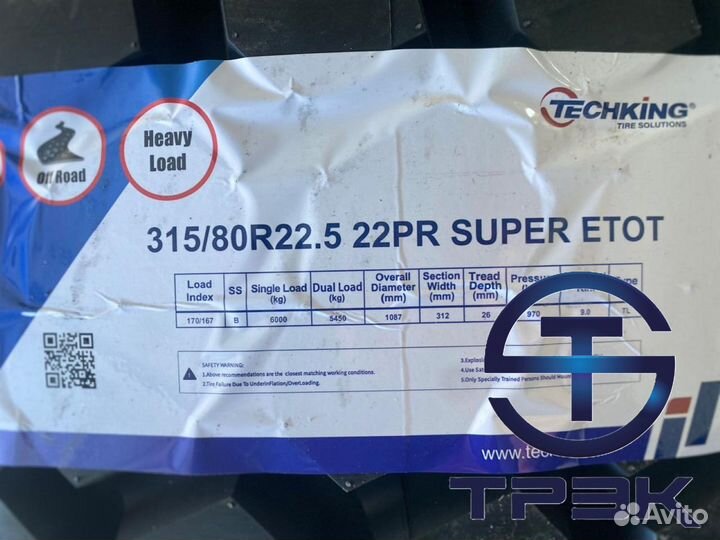 TECHKING®
TIRE SOLUTIONS
Off Road
Heavy
Load
315/80R22.5 22PR SUPER ETOT
Load Index SS Single Load (kg) Dual Load (kg) Overall Diameter (mm) Section Width (mm) Tread Depth (mm) Pressure Type
170/167 B 6000 5450 1087 312 26 970 9.0 TL
SAFETY WARNING:
1.Above recommendations are the closest matching working conditions.
2.Tire Failure Due To Underinflation/OverLoading.
5.Only Specially Trained Persons Should
www.tec
ТРЭК
Avito